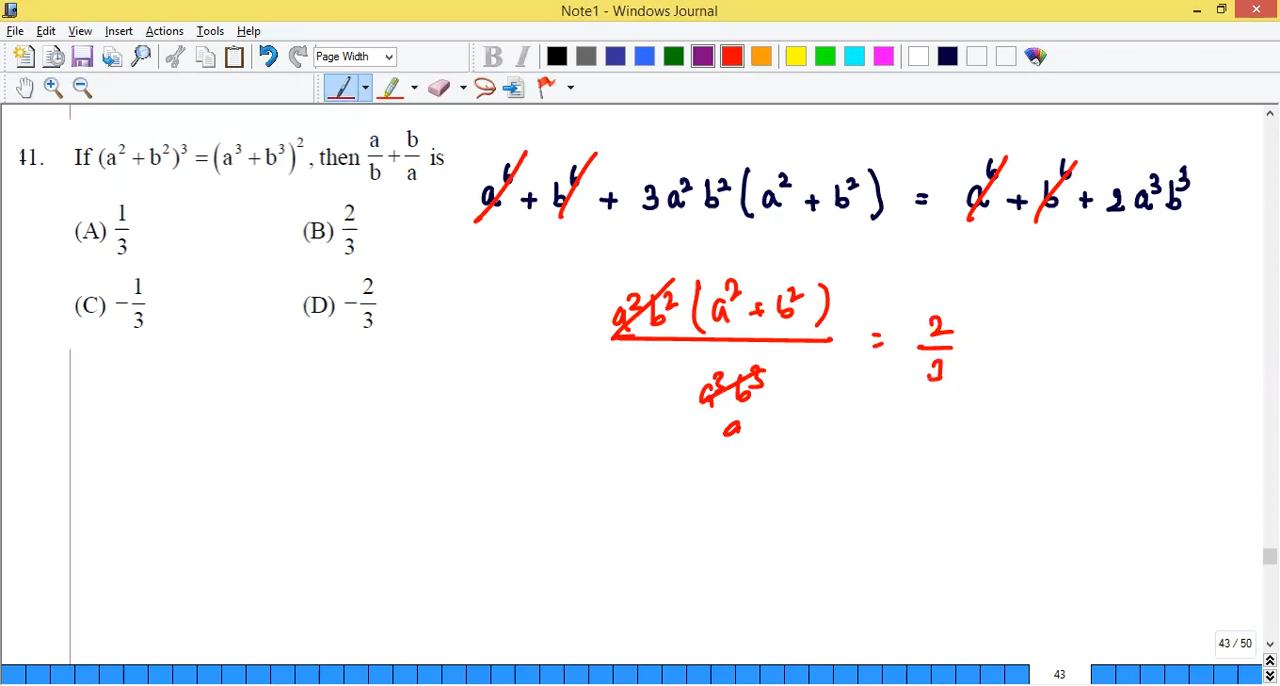 Note1 - Windows Journal
File Edit View Insert Actions Tools Help
Page Width B I
41. If (a² + b²)³ = (a³ + b³)², then a/b + b/a is
(A) 1/3 (B) 2/3
(C) −1/3 (D) −2/3
a⁶ + b⁶ + 3a²b²(a² + b²) = a⁶ + b⁶ + 2a³b³
a²b²(a² + b²) / a³b³ = 2/3
a
43 / 50
43